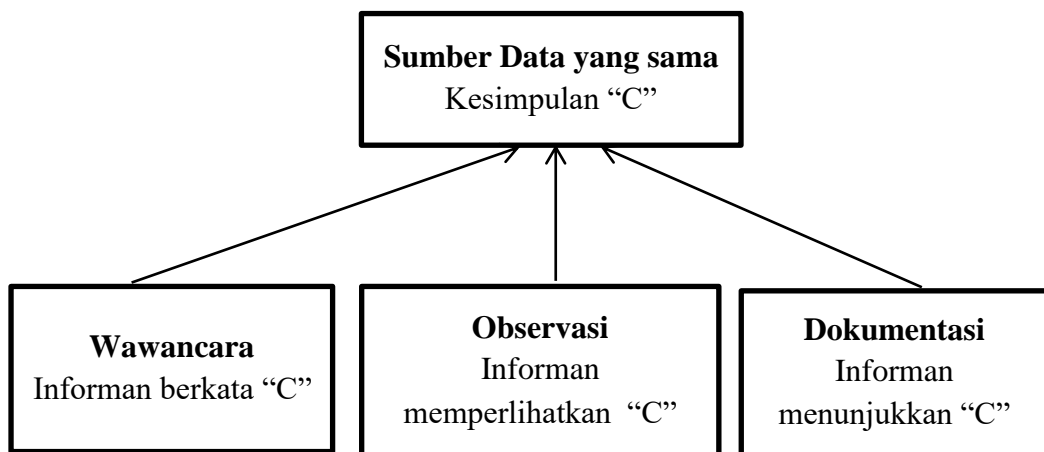 Sumber Data yang sama
Kesimpulan “C”
Wawancara
Informan berkata “C”
Observasi
Informan
memperlihatkan “C”
Dokumentasi
Informan
menunjukkan “C”